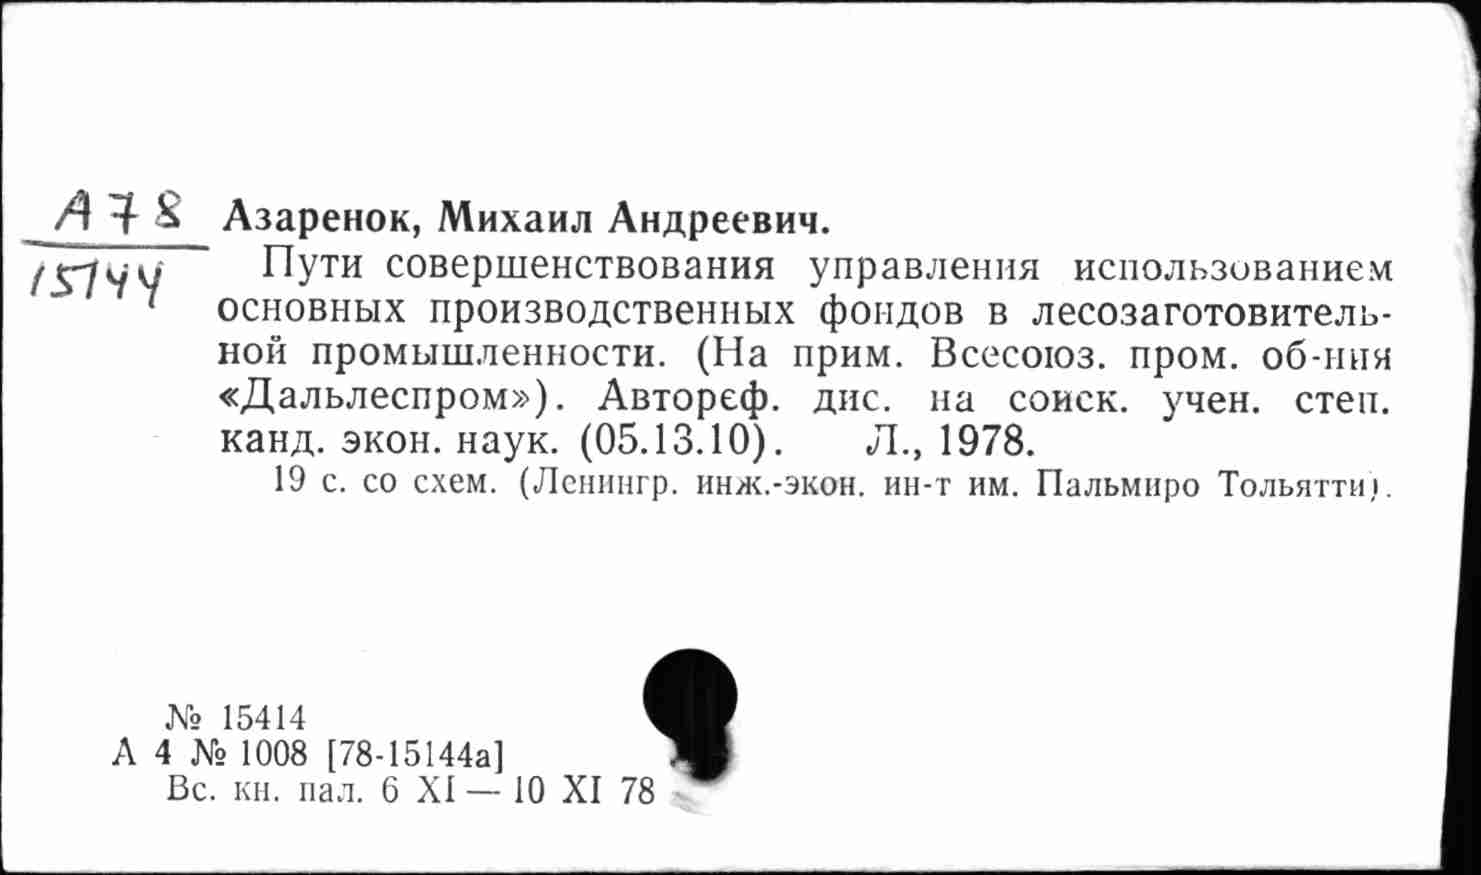 А78
15144
Азаренок, Михаил Андреевич.
Пути совершенствования управления использованием
основных производственных фондов в лесозаготовитель-
ной промышленности. (На прим. Всесоюз. пром. об-ния
«Дальлеспром»). Автореф. дис. на соиск. учен. степ.
канд. экон. наук. (05.13.10). Л., 1978.
19 с. со схем. (Ленингр. инж.-экон. ин-т им. Пальмиро Тольятти).
№ 15414
А 4 № 1008 [78-15144а]
Вс. кн. пал. 6 XI — 10 XI 78